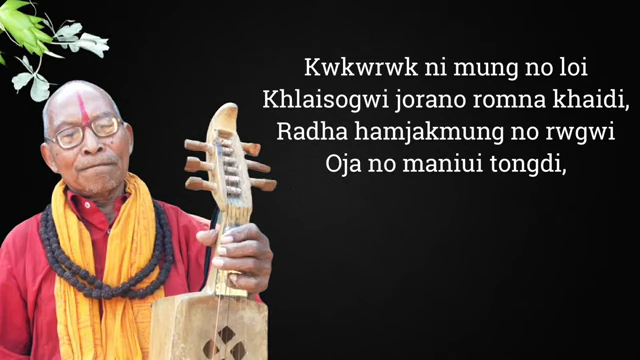 Kwkwrwk ni mung no loi
Khlaisogwi jorano romna khaidi,
Radha hamjakmung no rwgwi
Oja no maniui tongdi,